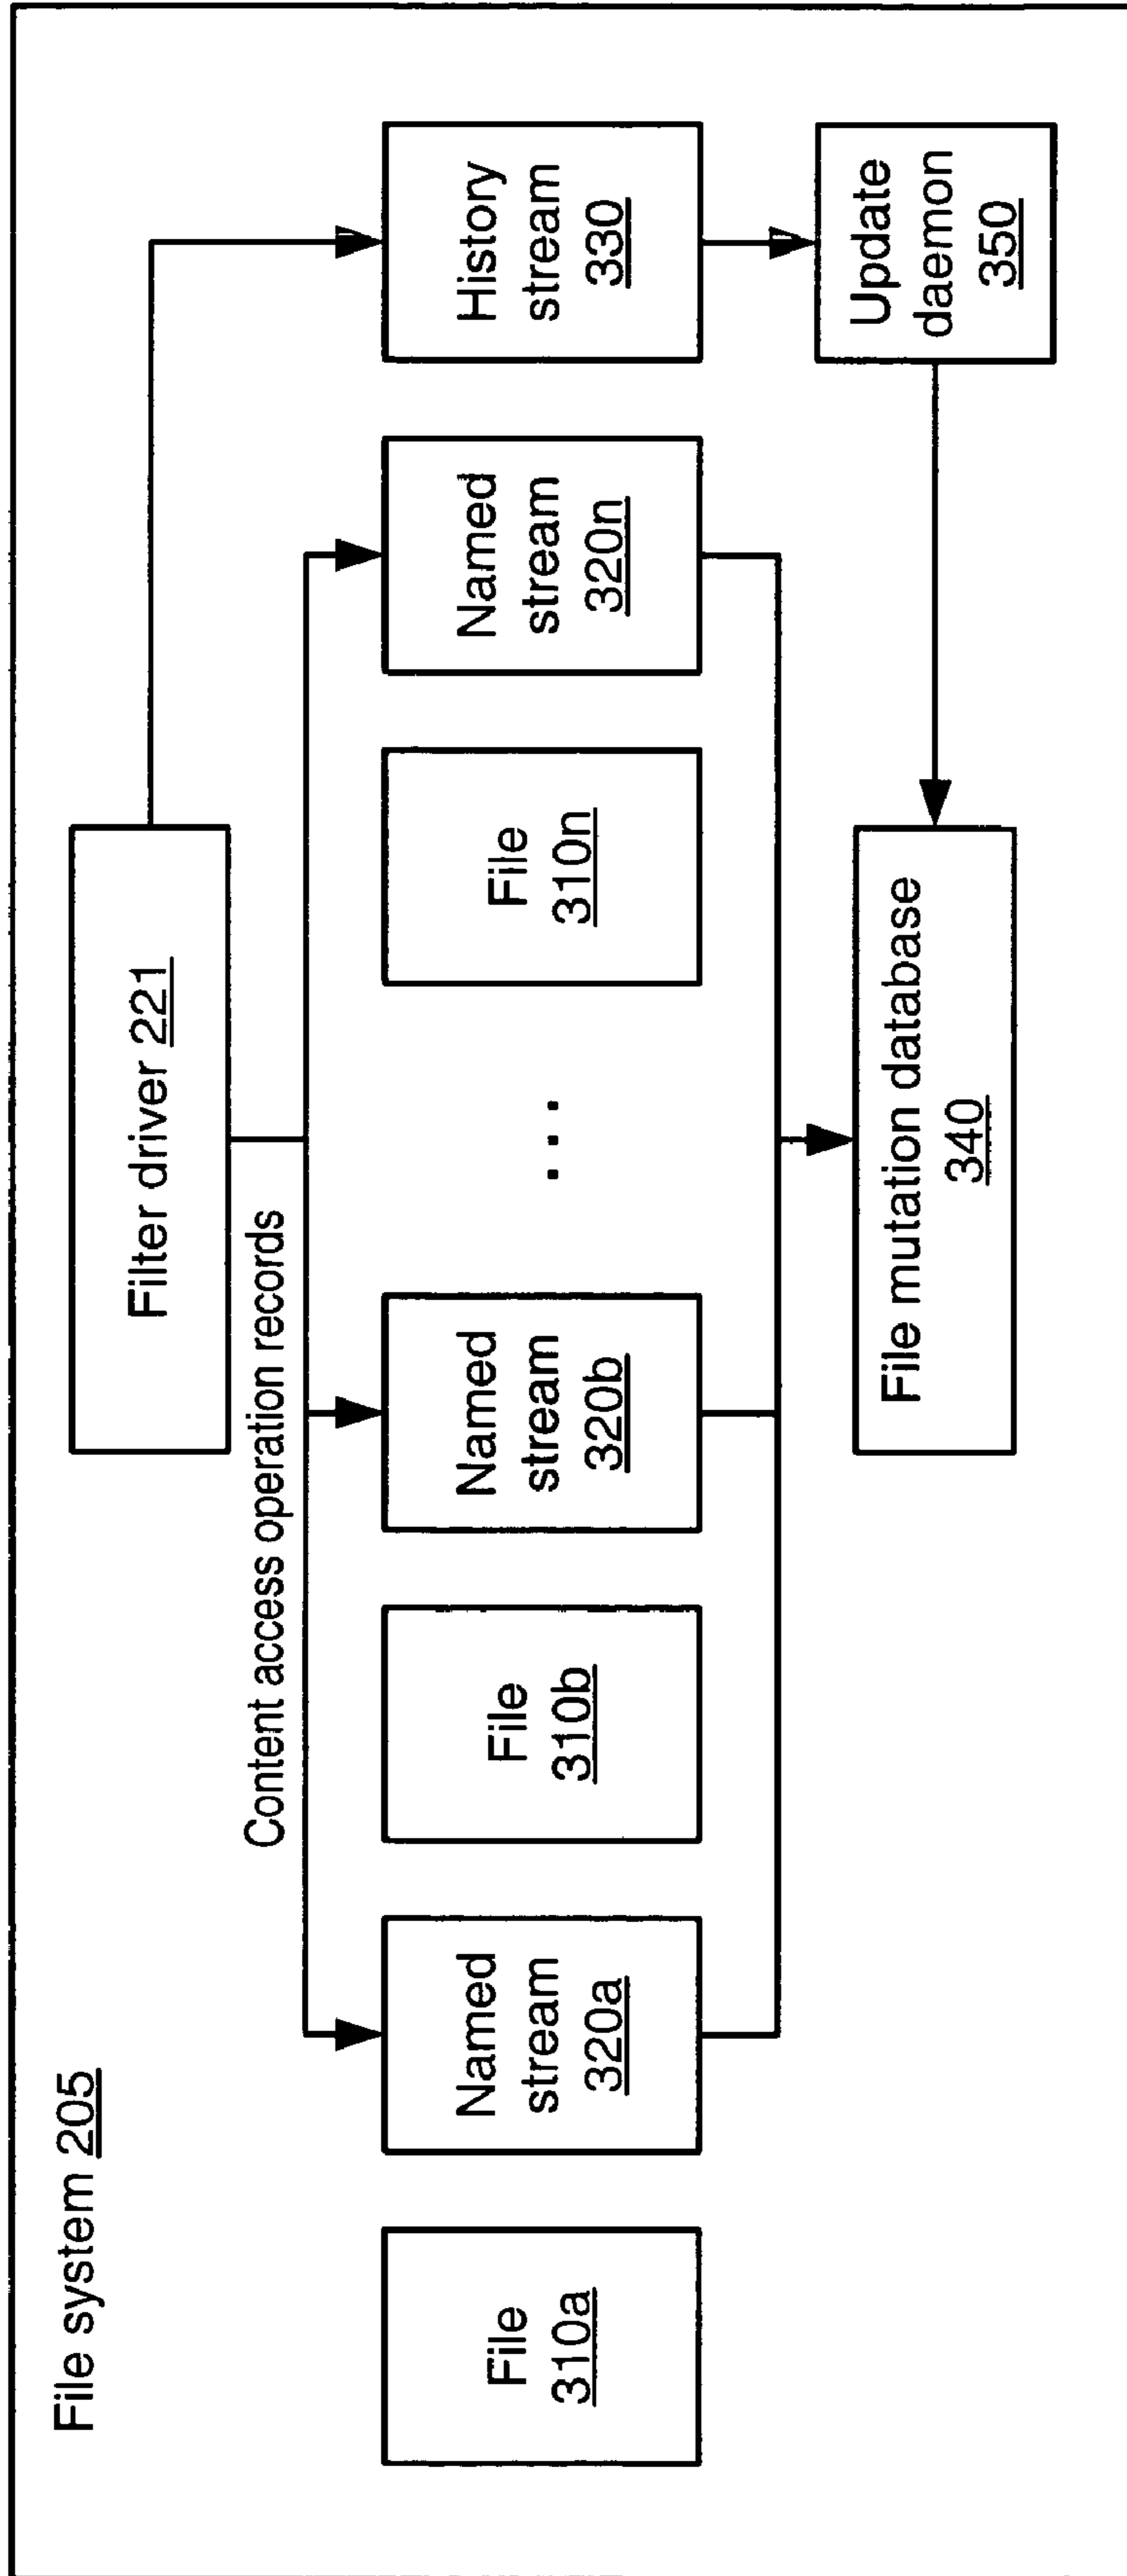 File system 205
Filter driver 221
Content access operation records
File
310a
Named
stream
320a
File
310b
Named
stream
320b
. . .
File
310n
Named
stream
320n
History
stream
330
File mutation database
340
Update
daemon
350